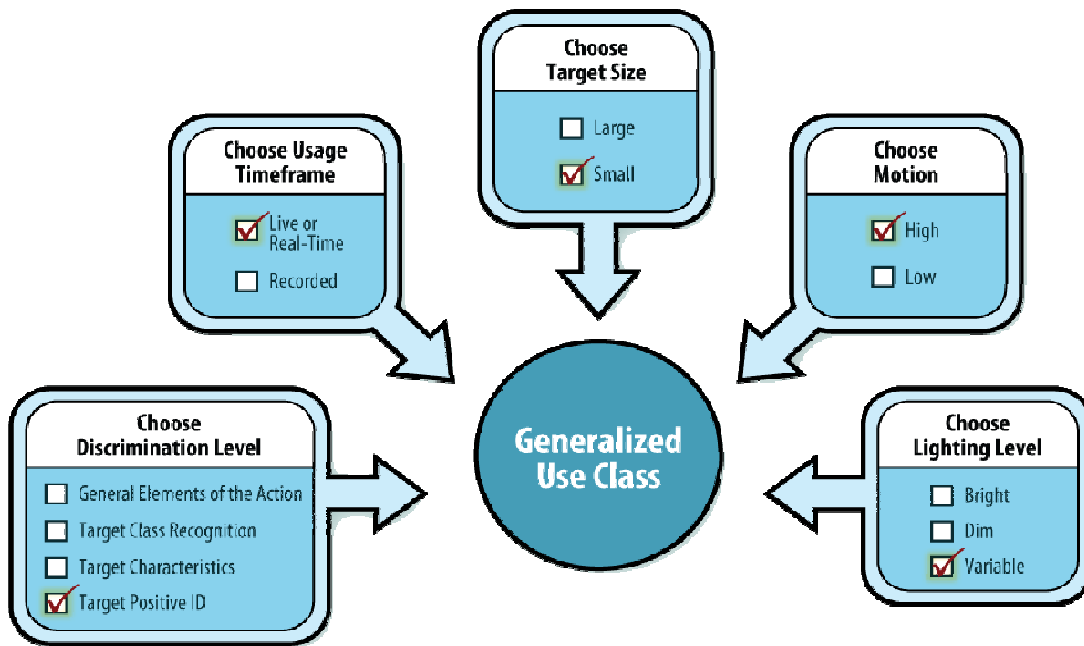 Choose
Target Size
Large
Small
Choose Usage
Timeframe
Live or
Real-Time
Recorded
Choose
Motion
High
Low
Choose
Discrimination Level
General Elements of the Action
Target Class Recognition
Target Characteristics
Target Positive ID
Generalized
Use Class
Choose
Lighting Level
Bright
Dim
Variable